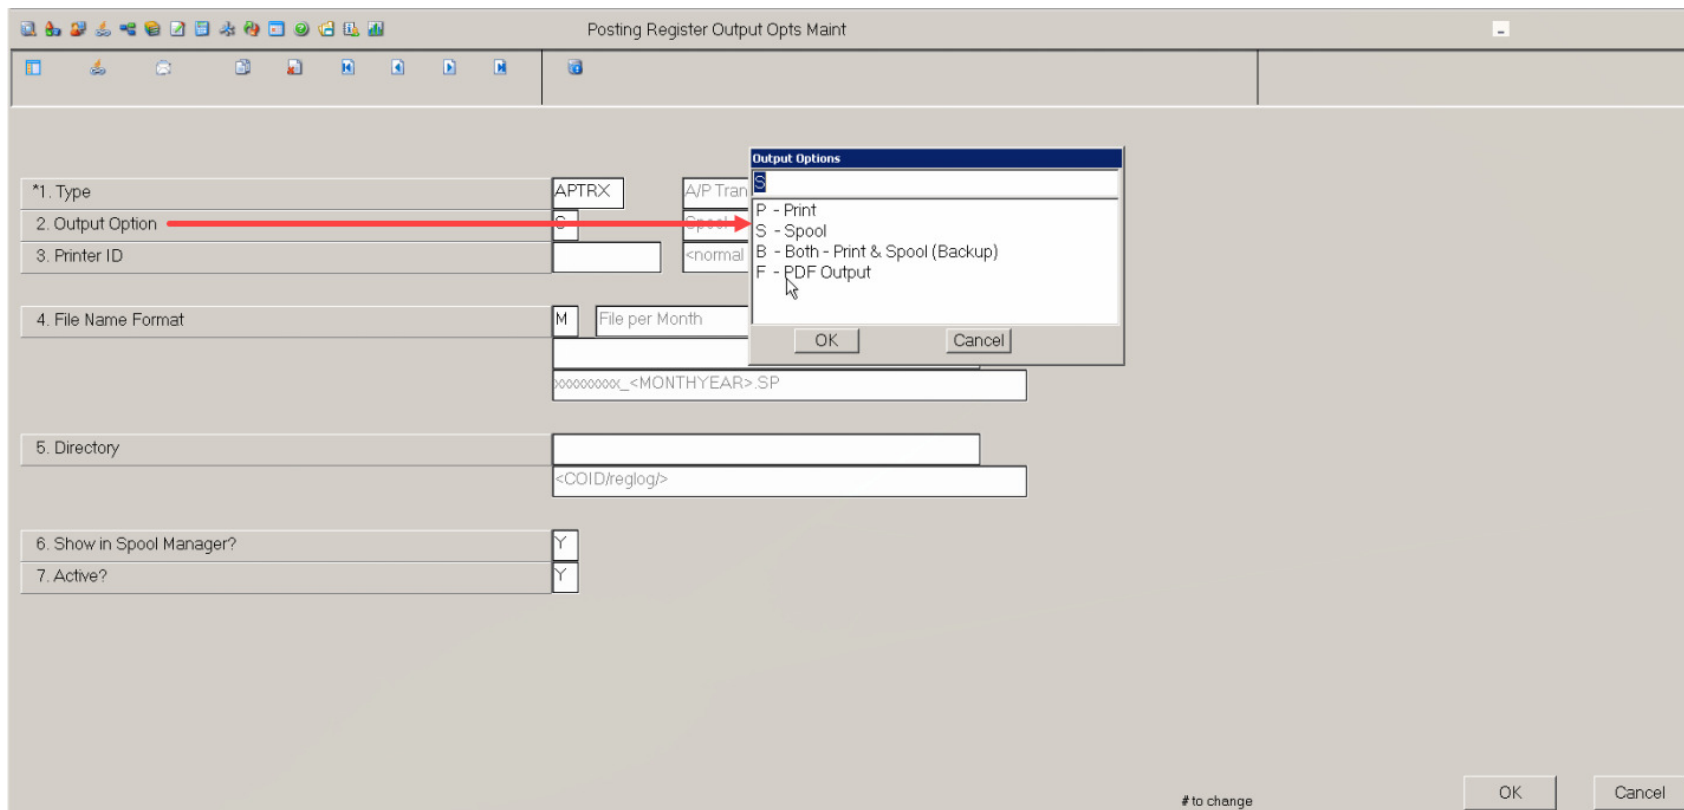 Posting Register Output Opts Maint
Output Options
S
P - Print
S - Spool
B - Both - Print & Spool (Backup)
F - PDF Output
OK Cancel
*1. Type APTRX A/P Tran
2. Output Option S Spool
3. Printer ID <normal
4. File Name Format M File per Month
xxxxxxxxx_<MONTHYEAR>.SP
5. Directory
<COID/reglog/>
6. Show in Spool Manager? Y
7. Active? Y
# to change OK Cancel